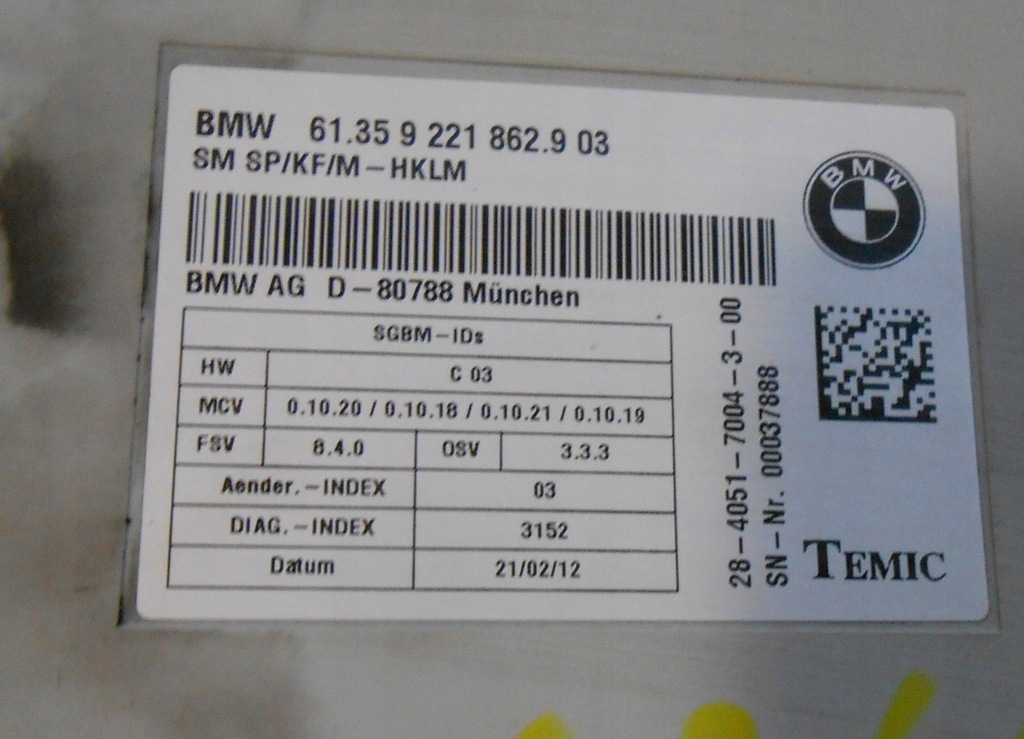 BMW 61.35 9 221 862.9 03
SM SP/KF/M-HKLM
BMW
BMW AG D-80788 München
SGBM-IDs
HW C 03
MCV 0.10.20 / 0.10.18 / 0.10.21 / 0.10.19
FSV 8.4.0 OSV 3.3.3
Aender.-INDEX 03
DIAG.-INDEX 3152
Datum 21/02/12
28-4051-7004-3-00
SN-Nr. 00037888
TEMIC